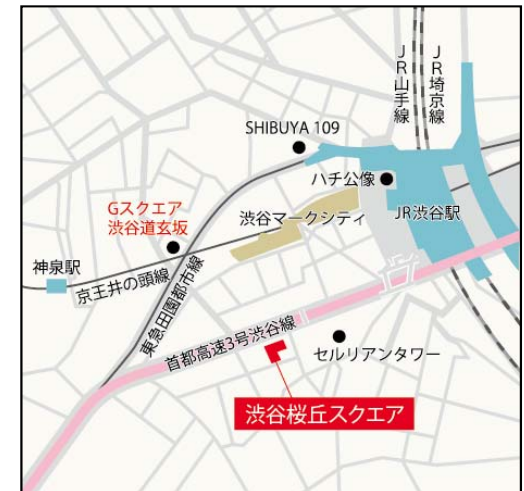 JR山手線
JR埼京線
SHIBUYA 109
ハチ公像
Gスクエア
渋谷道玄坂
渋谷マークシティ
JR渋谷駅
神泉駅
京王井の頭線
東急田園都市線
首都高速3号渋谷線
セルリアンタワー
渋谷桜丘スクエア